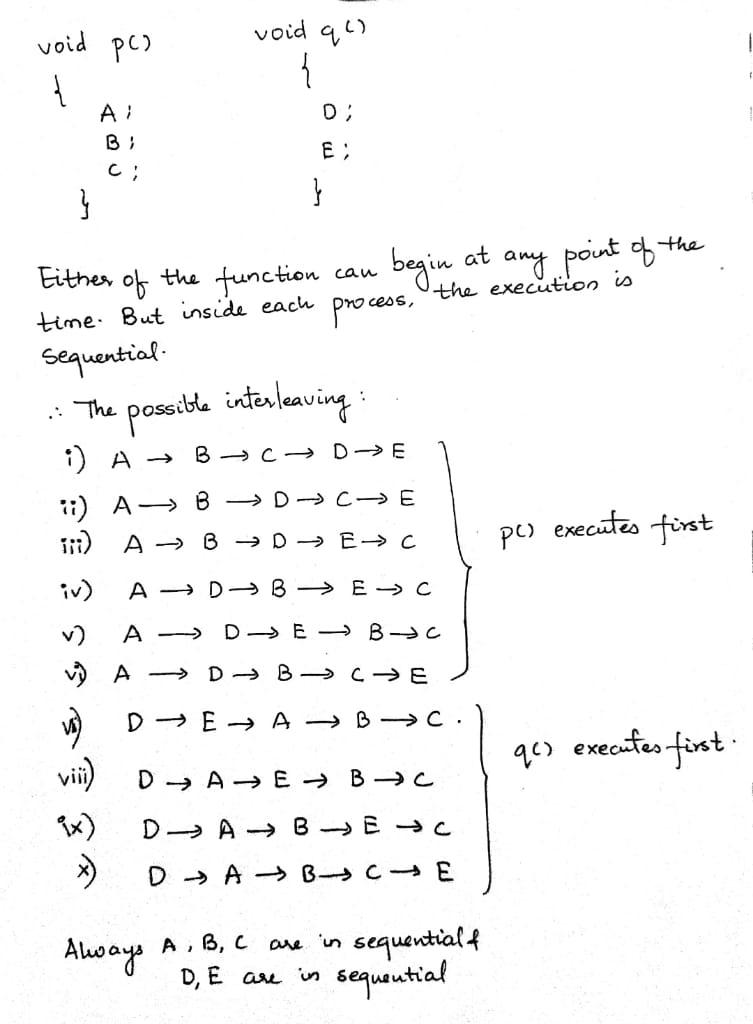 void p() void q()
{ {
A; D;
B; E;
C;
} }
Either of the function can begin at any point of the
time. But inside each process, the execution is
Sequential.
∴ The possible interleaving :
i) A → B → C → D → E
ii) A → B → D → C → E
iii) A → B → D → E → C
p() executes first
iv) A → D → B → E → C
v) A → D → E → B → C
vi) A → D → B → C → E
vii) D → E → A → B → C .
q() executes first.
viii) D → A → E → B → C
ix) D → A → B → E → C
x) D → A → B → C → E
Always A , B, C are in sequential &
D, E are in sequential